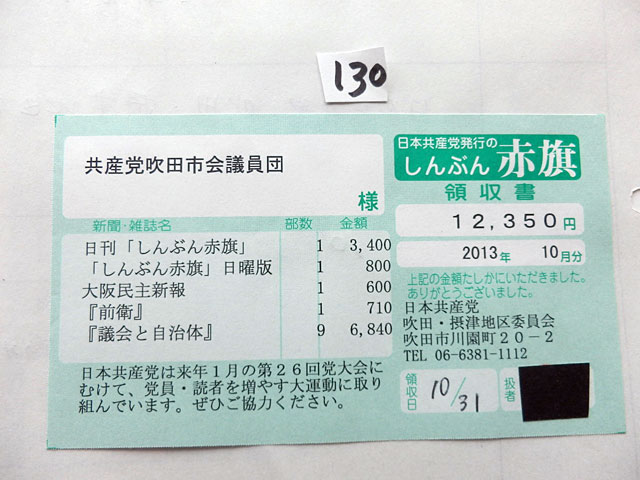 130
共産党吹田市会議員団
様
日本共産党発行の
しんぶん 赤旗
領収書
12,350円
2013年 10月分
上記の金額たしかにいただきました。
ありがとうございました。
新聞・雑誌名 部数 金額
日刊「しんぶん赤旗」 1 3,400
「しんぶん赤旗」日曜版 1 800
大阪民主新報 1 600
『前衛』 1 710
『議会と自治体』 9 6,840
日本共産党
吹田・摂津地区委員会
吹田市川園町20-2
TEL 06-6381-1112
日本共産党は来年1月の第26回党大会に
むけて、党員・読者を増やす大運動に取り
組んでいます。ぜひご協力ください。
領収日 10/31
扱者